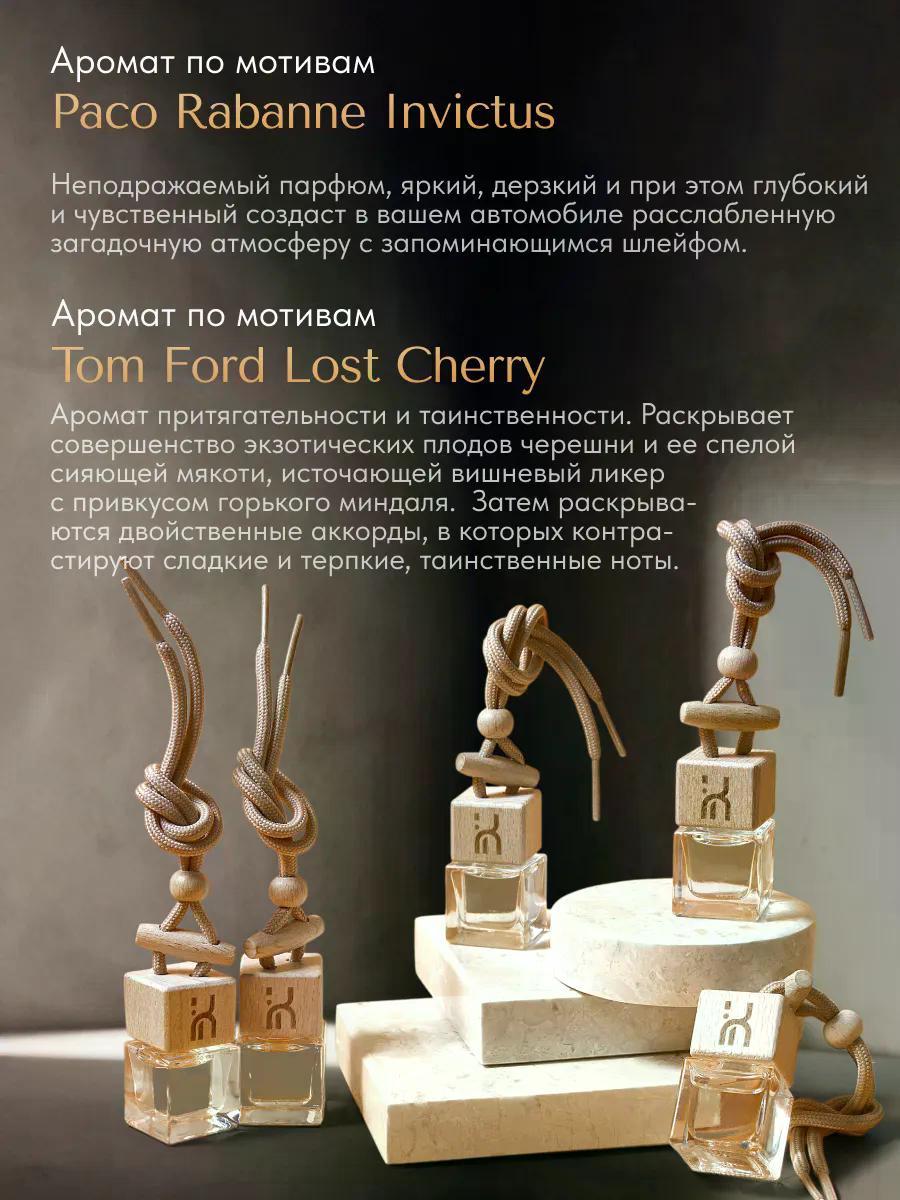 Аромат по мотивам
Paco Rabanne Invictus
Неподражаемый парфюм, яркий, дерзкий и при этом глубокий
и чувственный создаст в вашем автомобиле расслабленную
загадочную атмосферу с запоминающимся шлейфом.
Аромат по мотивам
Tom Ford Lost Cherry
Аромат притягательности и таинственности. Раскрывает
совершенство экзотических плодов черешни и ее спелой
сияющей мякоти, источающей вишневый ликер
с привкусом горького миндаля.  Затем раскрыва-
ются двойственные аккорды, в которых контра-
стируют сладкие и терпкие, таинственные ноты.